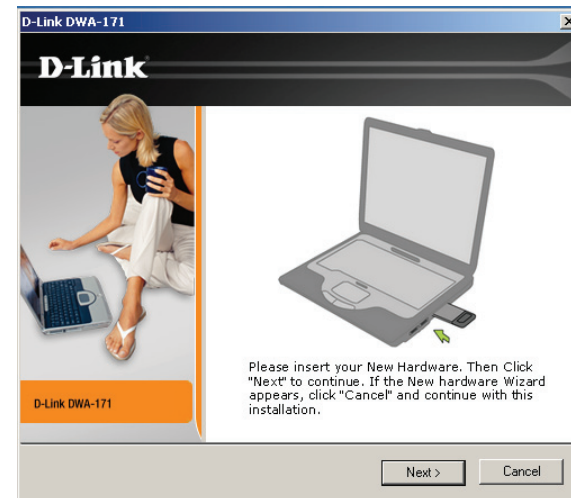 D-Link DWA-171
D-Link
Please insert your New Hardware. Then Click
"Next" to continue. If the New hardware Wizard
appears, click "Cancel" and continue with this
installation.
D-Link DWA-171
Next >
Cancel